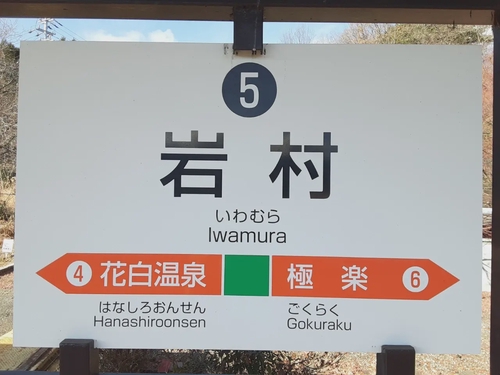 5
岩村
いわむら
Iwamura
4 花白温泉 極楽 6
はなしろおんせん ごくらく
Hanashiroonsen Gokuraku